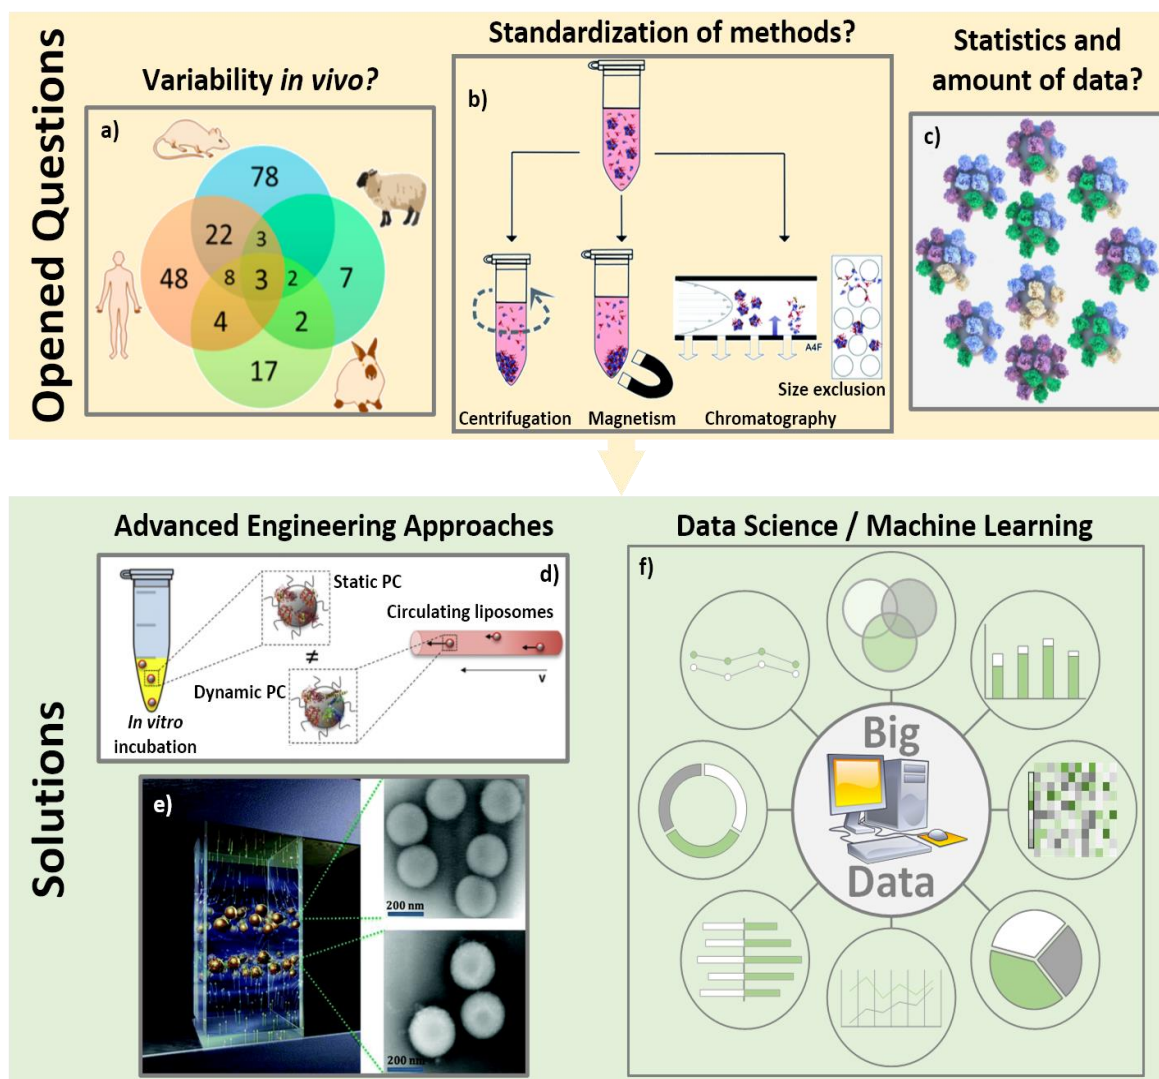 Opened Questions
Variability in vivo?
a)
78
22
3
48
8
3
2
7
4
2
17
Standardization of methods?
b)
A4F
Size exclusion
Centrifugation
Magnetism
Chromatography
Statistics and
amount of data?
c)
Solutions
Advanced Engineering Approaches
d)
Static PC
Circulating liposomes
≠
Dynamic PC
v
In vitro
incubation
e)
200 nm
200 nm
Data Science / Machine Learning
f)
Big
Data